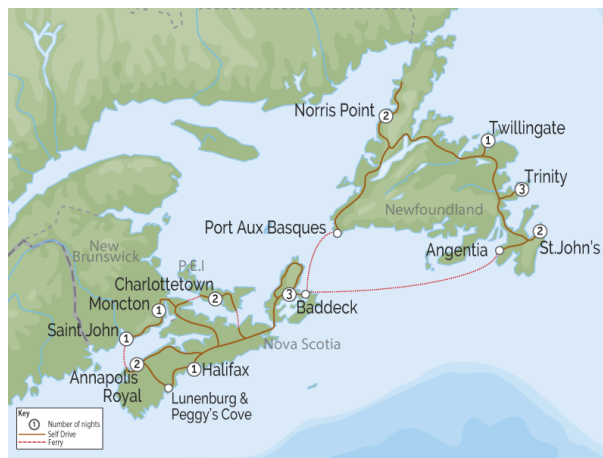 Norris Point
2
1
Twillingate
3
Trinity
Newfoundland
Port Aux Basques
2
Angentia
St.John's
New
Brunswick
P.E.I
Charlottetown
2
Moncton
1
3
Baddeck
Saint John
1
Nova Scotia
2
Annapolis
Royal
1
Halifax
Lunenburg &
Peggy's Cove
Key
1 Number of nights
Self Drive
Ferry